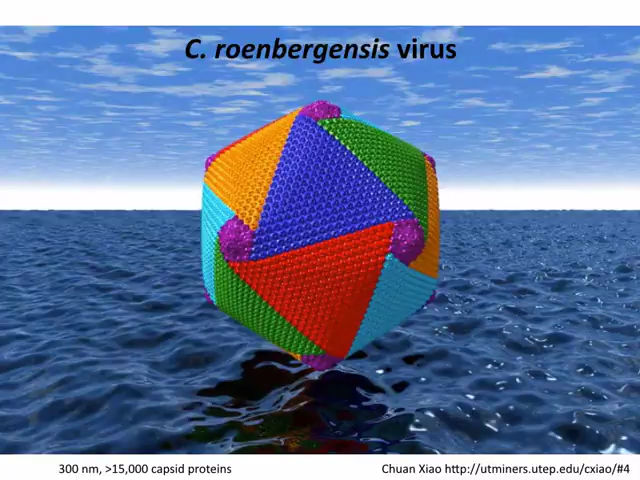 C. roenbergensis virus
300 nm, >15,000 capsid proteins
Chuan Xiao http://utminers.utep.edu/cxiao/#4